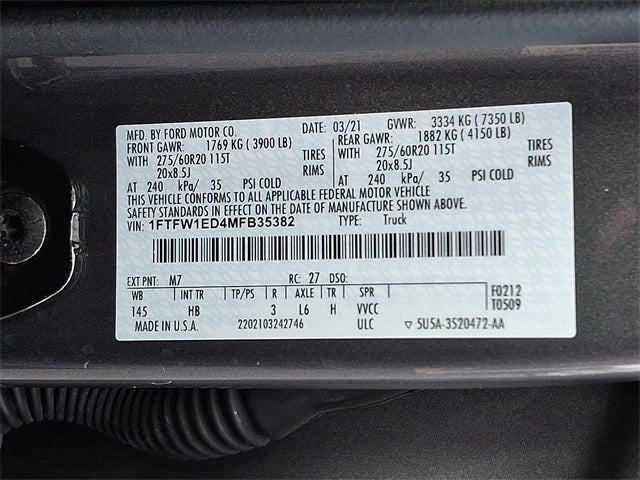 MFD. BY FORD MOTOR CO. DATE: 03/21 GVWR: 3334 KG ( 7350 LB)
FRONT GAWR: 1769 KG ( 3900 LB) REAR GAWR: 1882 KG ( 4150 LB)
WITH 275/60R20 115T TIRES WITH 275/60R20 115T TIRES
20x8.5J RIMS 20x8.5J RIMS
AT 240 kPa/ 35 PSI COLD AT 240 kPa/ 35 PSI COLD
THIS VEHICLE CONFORMS TO ALL APPLICABLE FEDERAL MOTOR VEHICLE
SAFETY STANDARDS IN EFFECT ON THE DATE OF MANUFACTURE SHOWN ABOVE.
VIN: 1FTFW1ED4MFB35382 TYPE: Truck
EXT PNT: M7 RC: 27 DSO: F0212
WB INT TR TP/PS R AXLE TR SPR T0509
145 HB 3 L6 H VVCC
MADE IN U.S.A. 2202103242746 ULC ▽ 5U5A-3520472-AA